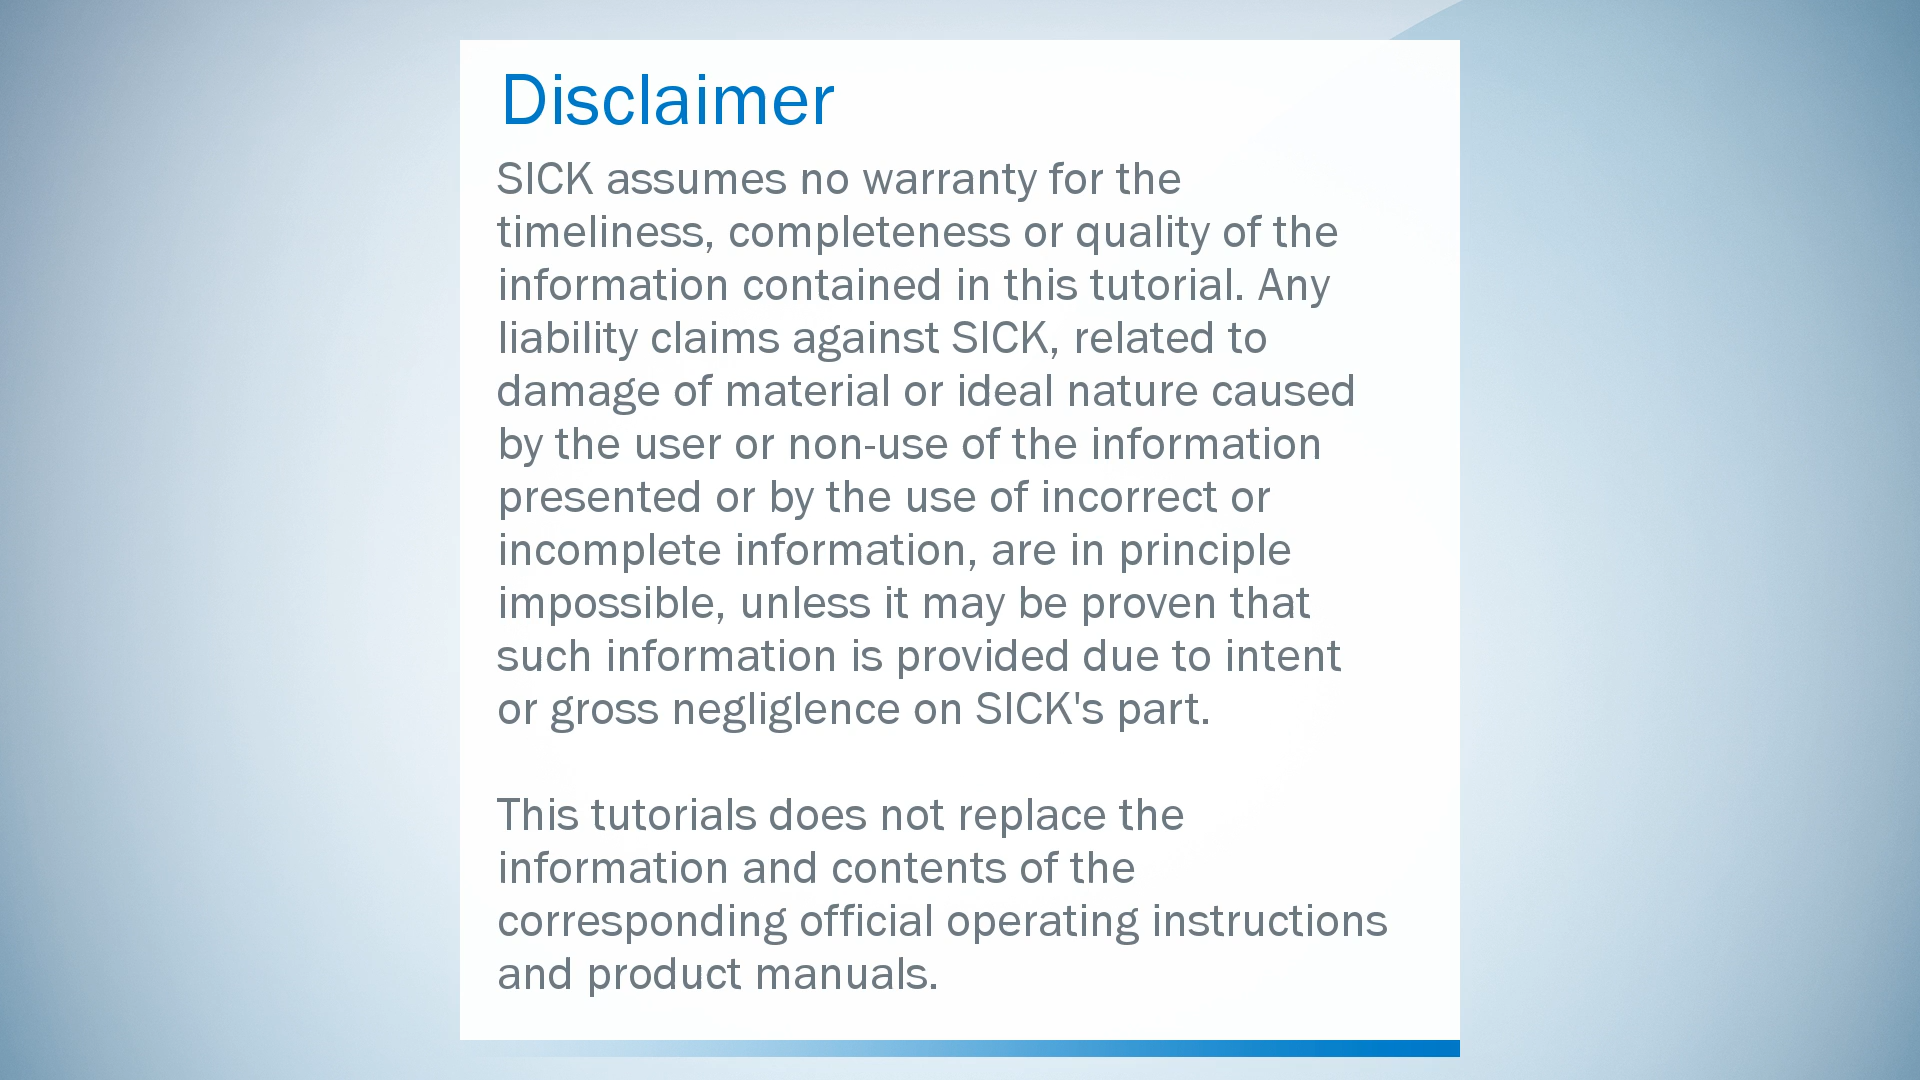 Disclaimer
SICK assumes no warranty for the
timeliness, completeness or quality of the
information contained in this tutorial. Any
liability claims against SICK, related to
damage of material or ideal nature caused
by the user or non-use of the information
presented or by the use of incorrect or
incomplete information, are in principle
impossible, unless it may be proven that
such information is provided due to intent
or gross negliglence on SICK's part.
This tutorials does not replace the
information and contents of the
corresponding official operating instructions
and product manuals.